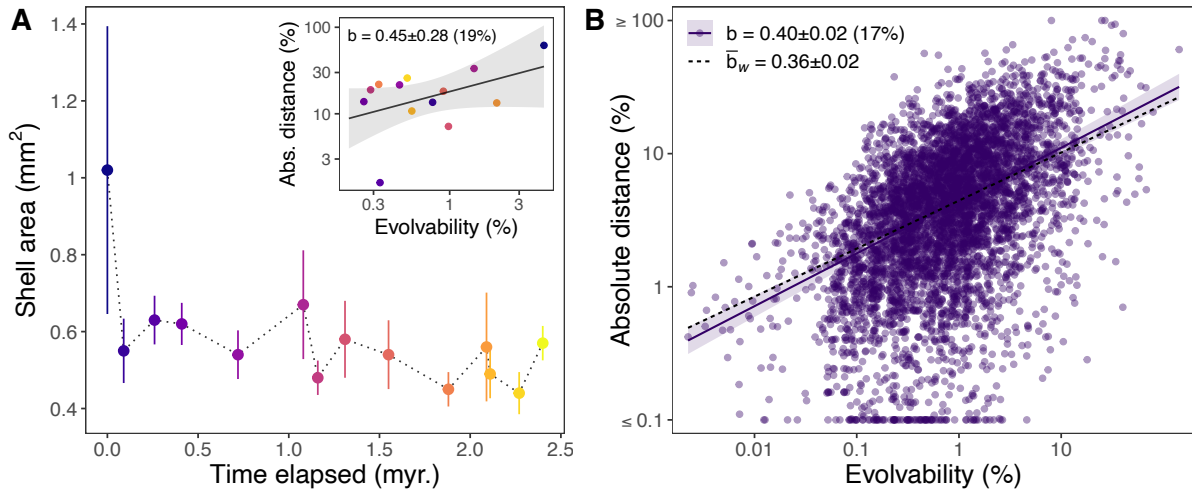 A
Shell area (mm²)
1.4
1.2
1
0.8
0.6
0.4
0.0
0.5
1.0
1.5
2.0
2.5
Time elapsed (myr.)
b = 0.45±0.28 (19%)
Abs. distance (%)
100
30
10
3
0.3
1
3
Evolvability (%)
B
b = 0.40±0.02 (17%)
b̅w = 0.36±0.02
Absolute distance (%)
≥ 100
10
1
≤ 0.1
0.01
0.1
1
10
Evolvability (%)